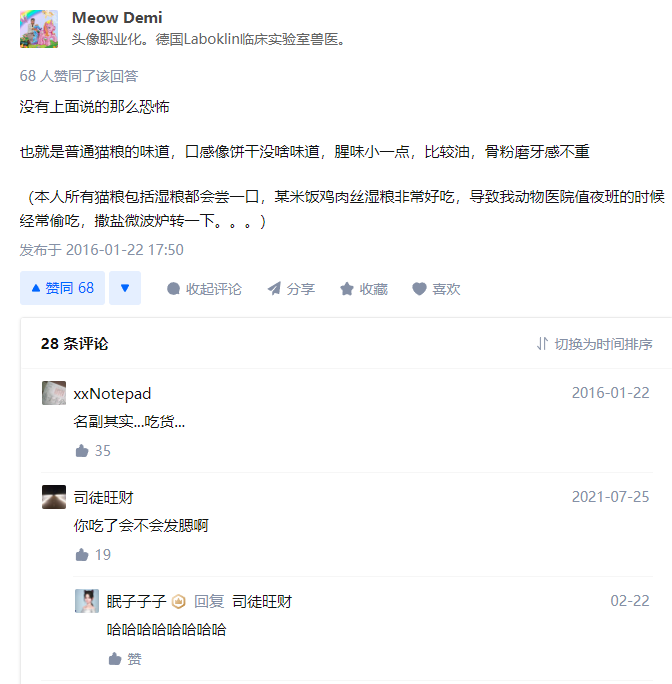 Meow Demi
头像职业化。德国Laboklin临床实验室兽医。
68 人赞同了该回答
没有上面说的那么恐怖
也就是普通猫粮的味道，口感像饼干没啥味道，腥味小一点，比较油，骨粉磨牙感不重
（本人所有猫粮包括湿粮都会尝一口，某米饭鸡肉丝湿粮非常好吃，导致我动物医院值夜班的时候
经常偷吃，撒盐微波炉转一下。。。）
发布于 2016-01-22 17:50
赞同 68 收起评论 分享 收藏 喜欢
28 条评论 切换为时间排序
xxNotepad 2016-01-22
名副其实...吃货...
35
司徒旺财 2021-07-25
你吃了会不会发腮啊
19
眠子子子 回复 司徒旺财 02-22
哈哈哈哈哈哈哈哈
赞